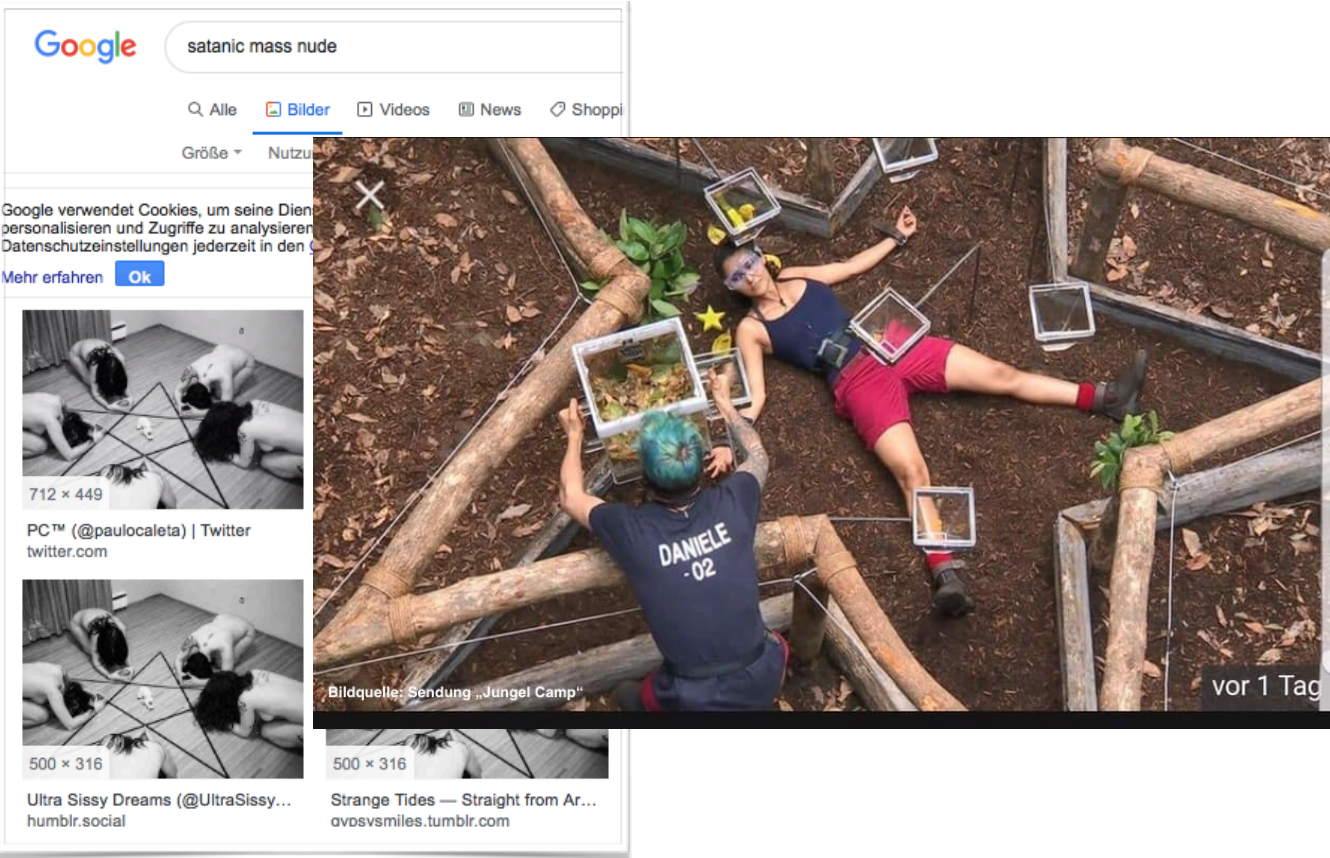 Google
satanic mass nude
Alle Bilder Videos News Shoppi
Größe Nutzu
Google verwendet Cookies, um seine Dien
personalisieren und Zugriffe zu analysieren
Datenschutzeinstellungen jederzeit in den
Mehr erfahren Ok
712 × 449
PC™ (@paulocaleta) | Twitter
twitter.com
500 × 316
Ultra Sissy Dreams (@UltraSissy...
humblr.social
500 × 316
Strange Tides — Straight from Ar...
gypsysmiles.tumblr.com
DANIELE
-02
Bildquelle: Sendung „Jungel Camp“
vor 1 Tag